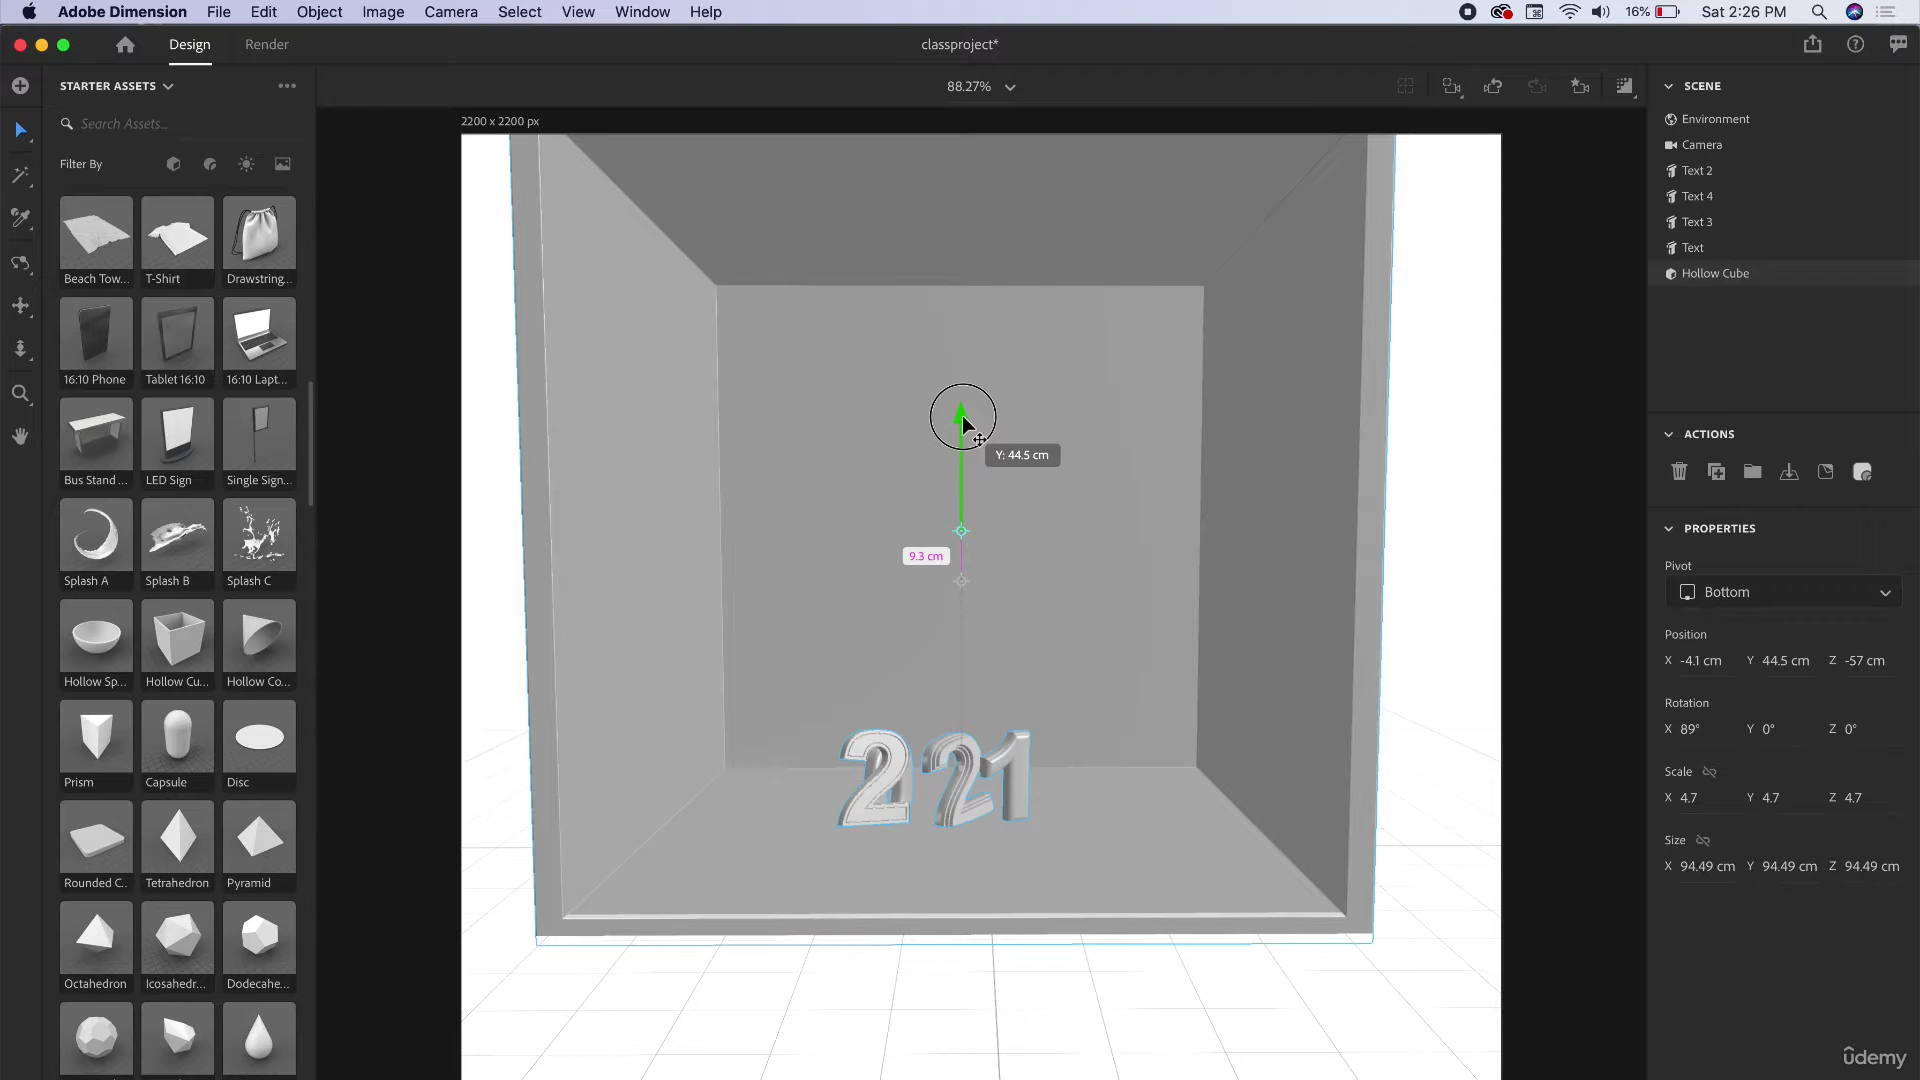 Adobe Dimension File Edit Object Image Camera Select View Window Help 16% Sat 2:26 PM
Design Render classproject*
STARTER ASSETS 88.27% SCENE
2200 x 2200 px
Search Assets...
Filter By
Environment
Camera
Text 2
Text 4
Text 3
Text
Hollow Cube
Beach Tow... T-Shirt Drawstring...
16:10 Phone Tablet 16:10 16:10 Lapt...
Bus Stand ... LED Sign Single Sign...
Splash A Splash B Splash C
Hollow Sp... Hollow Cu... Hollow Co...
Prism Capsule Disc
Rounded C.. Tetrahedron Pyramid
Octahedron Icosahedr... Dodecahe...
Y: 44.5 cm
9.3 cm
2 2 1
ACTIONS
PROPERTIES
Pivot
Bottom
Position
X -4.1 cm Y 44.5 cm Z -57 cm
Rotation
X 89° Y 0° Z 0°
Scale
X 4.7 Y 4.7 Z 4.7
Size
X 94.49 cm Y 94.49 cm Z 94.49 cm
ûdemy